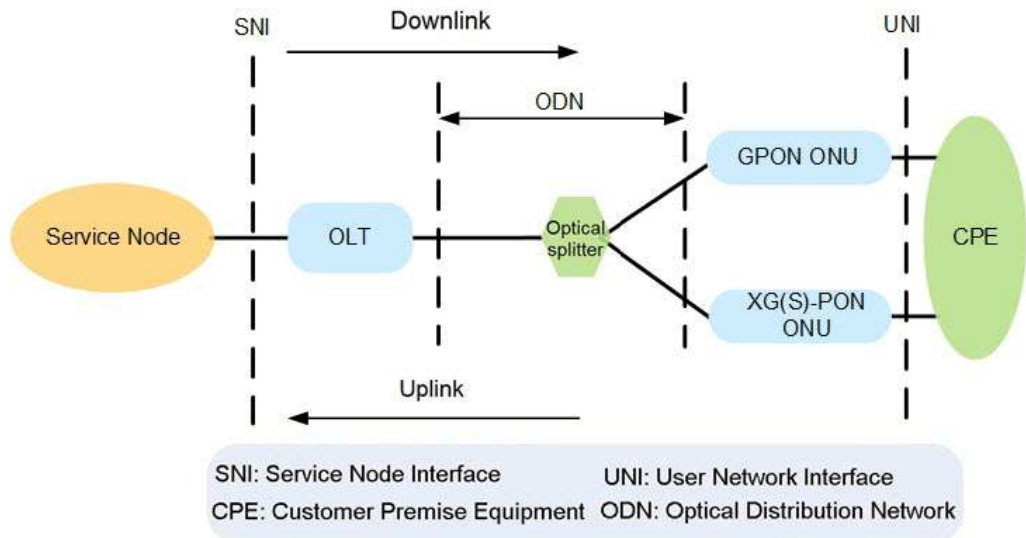 SNI
Downlink
UNI
ODN
GPON ONU
Service Node
OLT
Optical
splitter
CPE
XG(S)-PON
ONU
Uplink
SNI: Service Node Interface
UNI: User Network Interface
CPE: Customer Premise Equipment
ODN: Optical Distribution Network